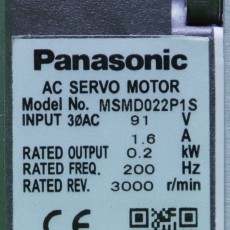 Panasonic
AC SERVO MOTOR
Model No. MSMD022P1S
INPUT 3ØAC 91 V
1.6 A
RATED OUTPUT 0.2 kW
RATED FREQ. 200 Hz
RATED REV. 3000 r/min
CE